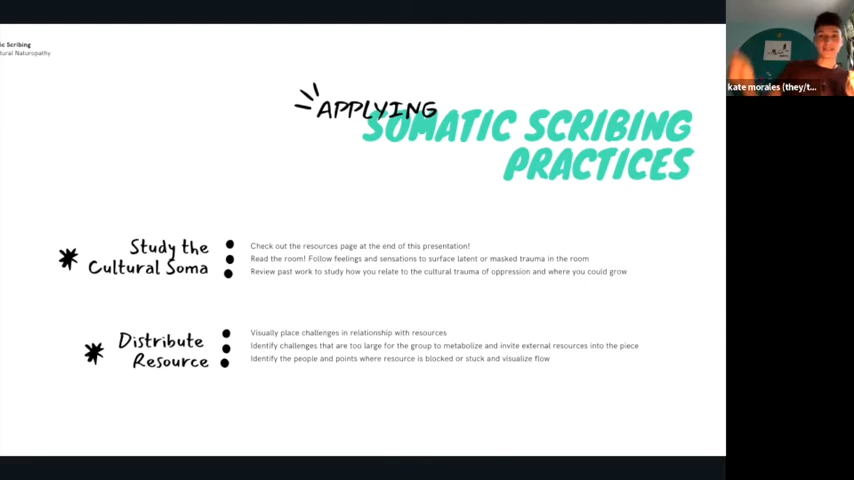 ic Scribing
tural Naturopathy
kate morales (they/t...
APPLYING
SOMATIC SCRIBING
PRACTICES
Study the
Cultural Soma
Check out the resources page at the end of this presentation!
Read the room! Follow feelings and sensations to surface latent or masked trauma in the room
Review past work to study how you relate to the cultural trauma of oppression and where you could grow
Distribute
Resource
Visually place challenges in relationship with resources
Identify challenges that are too large for the group to metabolize and invite external resources into the piece
Identify the people and points where resource is blocked or stuck and visualize flow